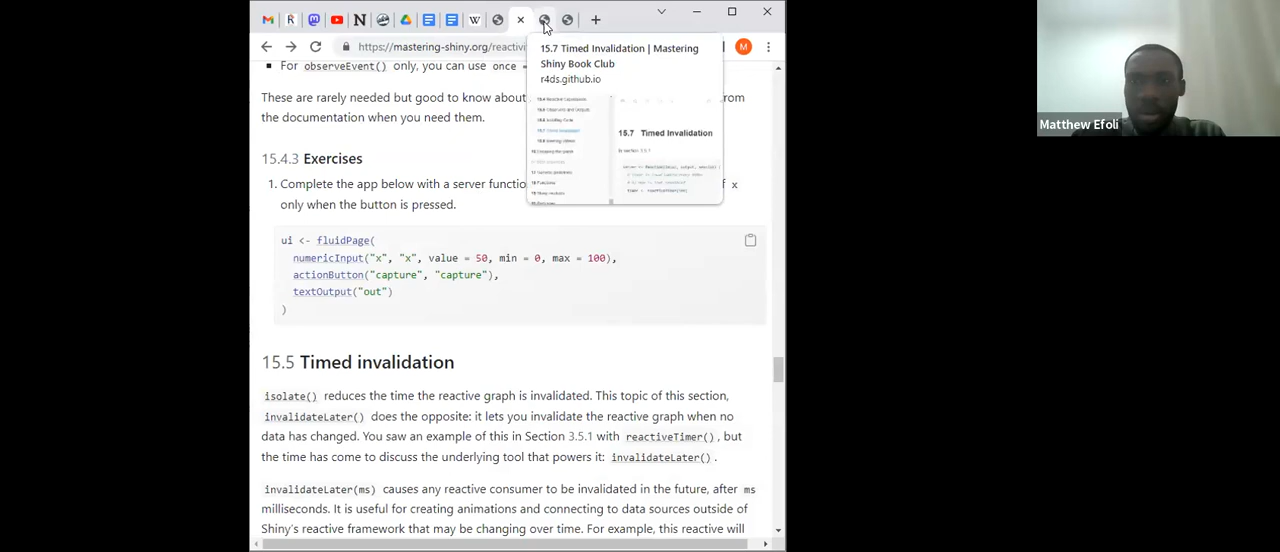 https://mastering-shiny.org/reactivi
M
For observeEvent() only, you can use once =
These are rarely needed but good to know about
rom
the documentation when you need them.
15.7 Timed Invalidation | Mastering
Shiny Book Club
r4ds.github.io
15.7 Timed Invalidation
15.4.3 Exercises
1. Complete the app below with a server functio
f x
only when the button is pressed.
ui <- fluidPage(
numericInput("x", "x", value = 50, min = 0, max = 100),
actionButton("capture", "capture"),
textOutput("out")
)
15.5 Timed invalidation
isolate() reduces the time the reactive graph is invalidated. This topic of this section,
invalidateLater() does the opposite: it lets you invalidate the reactive graph when no
data has changed. You saw an example of this in Section 3.5.1 with reactiveTimer(), but
the time has come to discuss the underlying tool that powers it: invalidateLater().
invalidateLater(ms) causes any reactive consumer to be invalidated in the future, after ms
milliseconds. It is useful for creating animations and connecting to data sources outside of
Shiny's reactive framework that may be changing over time. For example, this reactive will
Matthew Efoli